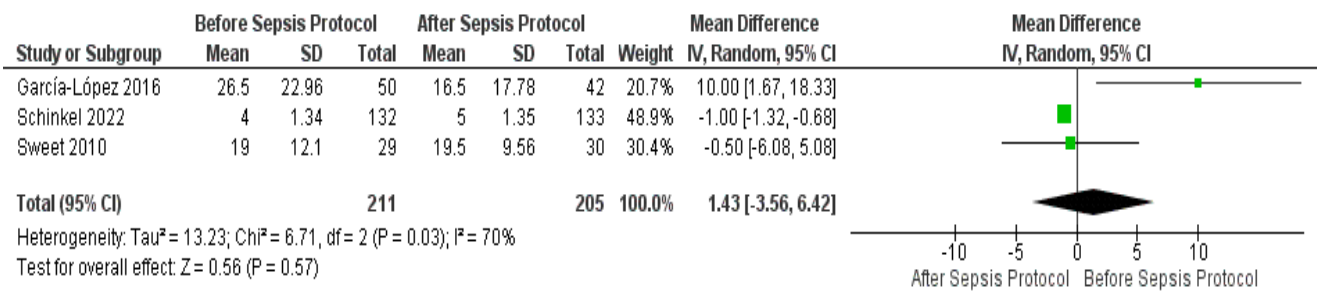 Before Sepsis Protocol After Sepsis Protocol Mean Difference Mean Difference
Study or Subgroup Mean SD Total Mean SD Total Weight IV, Random, 95% CI IV, Random, 95% CI
García-López 2016 26.5 22.96 50 16.5 17.78 42 20.7% 10.00 [1.67, 18.33]
Schinkel 2022 4 1.34 132 5 1.35 133 48.9% -1.00 [-1.32, -0.68]
Sweet 2010 19 12.1 29 19.5 9.56 30 30.4% -0.50 [-6.08, 5.08]
Total (95% CI) 211 205 100.0% 1.43 [-3.56, 6.42]
Heterogeneity: Tau² = 13.23; Chi² = 6.71, df = 2 (P = 0.03); I² = 70%
Test for overall effect: Z = 0.56 (P = 0.57)
-10 -5 0 5 10
After Sepsis Protocol Before Sepsis Protocol